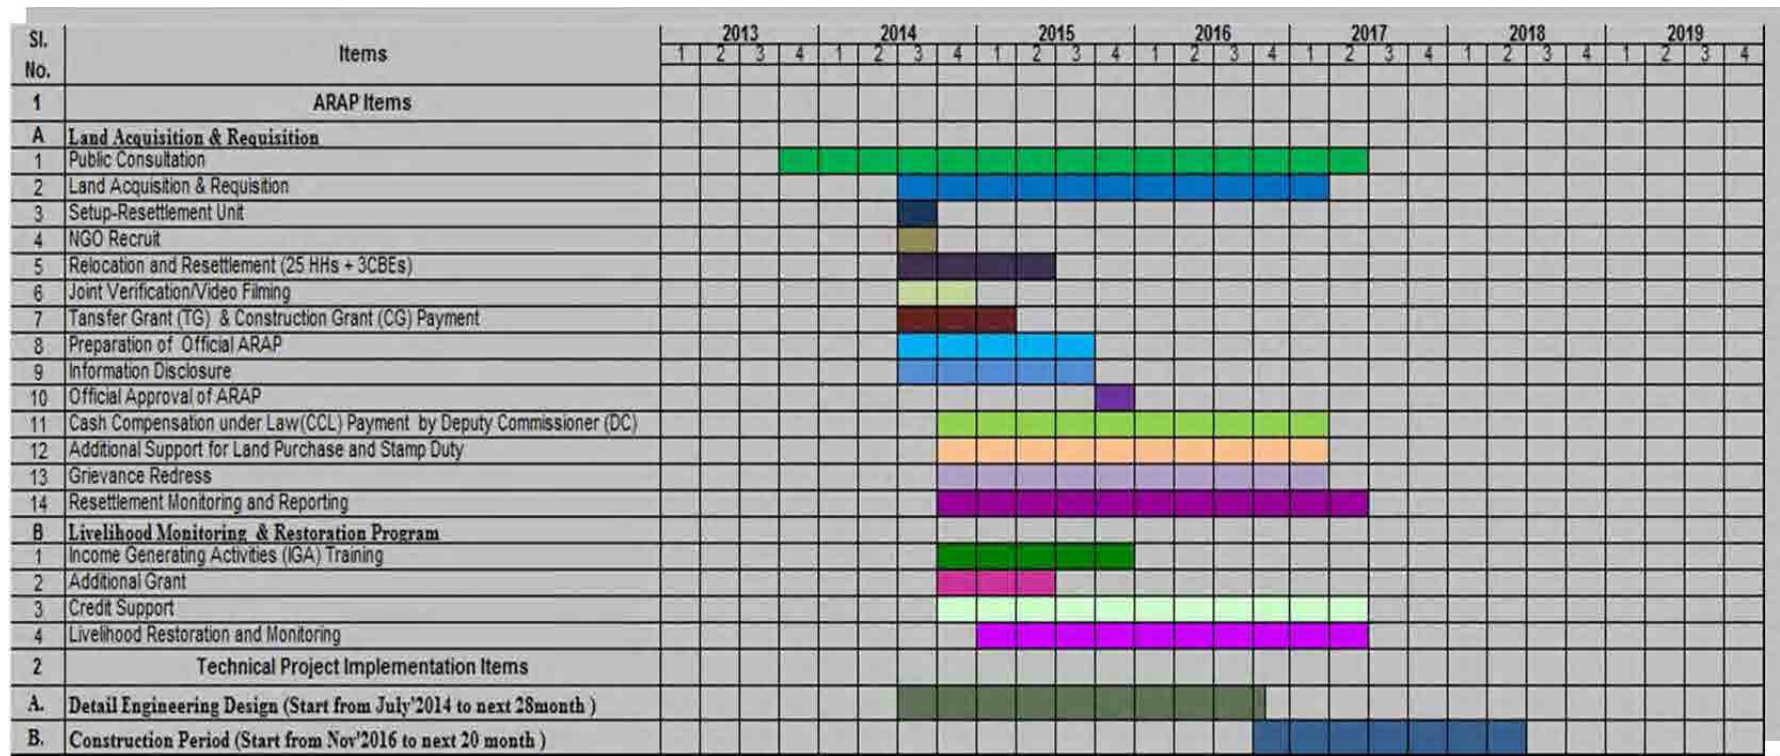 Sl. No. Items 2013 2014 2015 2016 2017 2018 2019
1 2 3 4 1 2 3 4 1 2 3 4 1 2 3 4 1 2 3 4 1 2 3 4 1 2 3 4
1 ARAP Items
A Land Acquisition & Requisition
1 Public Consultation
2 Land Acquisition & Requisition
3 Setup-Resettlement Unit
4 NGO Recruit
5 Relocation and Resettlement (25 HHs + 3CBEs)
6 Joint Verification/Video Filming
7 Tansfer Grant (TG) & Construction Grant (CG) Payment
8 Preparation of Official ARAP
9 Information Disclosure
10 Official Approval of ARAP
11 Cash Compensation under Law(CCL) Payment by Deputy Commissioner (DC)
12 Additional Support for Land Purchase and Stamp Duty
13 Grievance Redress
14 Resettlement Monitoring and Reporting
B Livelihood Monitoring & Restoration Program
1 Income Generating Activities (IGA) Training
2 Additional Grant
3 Credit Support
4 Livelihood Restoration and Monitoring
2 Technical Project Implementation Items
A. Detail Engineering Design (Start from July'2014 to next 28month )
B. Construction Period (Start from Nov'2016 to next 20 month )